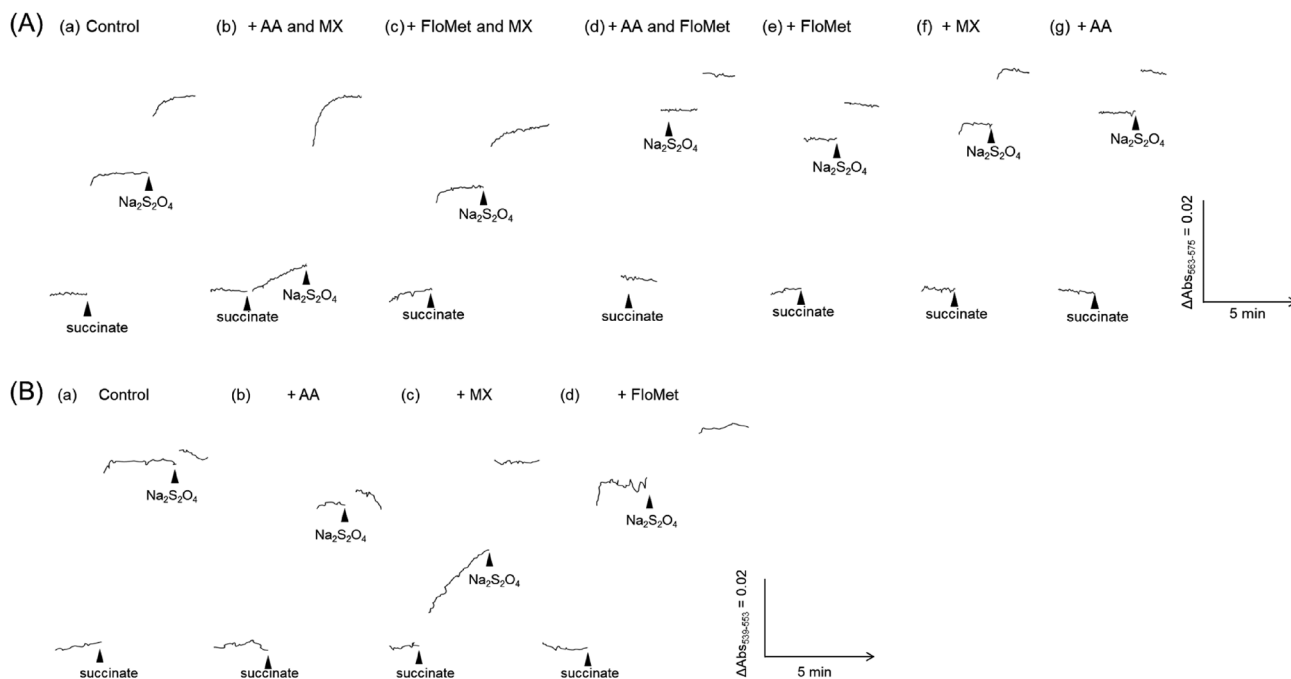 (A) (a) Control (b) + AA and MX (c) + FloMet and MX (d) + AA and FloMet (e) + FloMet (f) + MX (g) + AA
Na₂S₂O₄ Na₂S₂O₄ Na₂S₂O₄ Na₂S₂O₄ Na₂S₂O₄ Na₂S₂O₄ Na₂S₂O₄
succinate succinate succinate succinate succinate succinate succinate
ΔAbs₅₆₃₋₅₇₅ = 0.02
5 min
(B) (a) Control (b) + AA (c) + MX (d) + FloMet
Na₂S₂O₄ Na₂S₂O₄ Na₂S₂O₄ Na₂S₂O₄
succinate succinate succinate succinate
ΔAbs₅₃₉₋₅₅₃ = 0.02
5 min